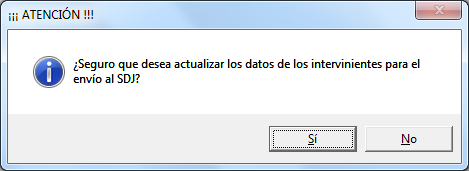 ¡¡¡ ATENCIÓN !!!
¿Seguro que desea actualizar los datos de los intervinientes para el
envío al SDJ?
Sí
No